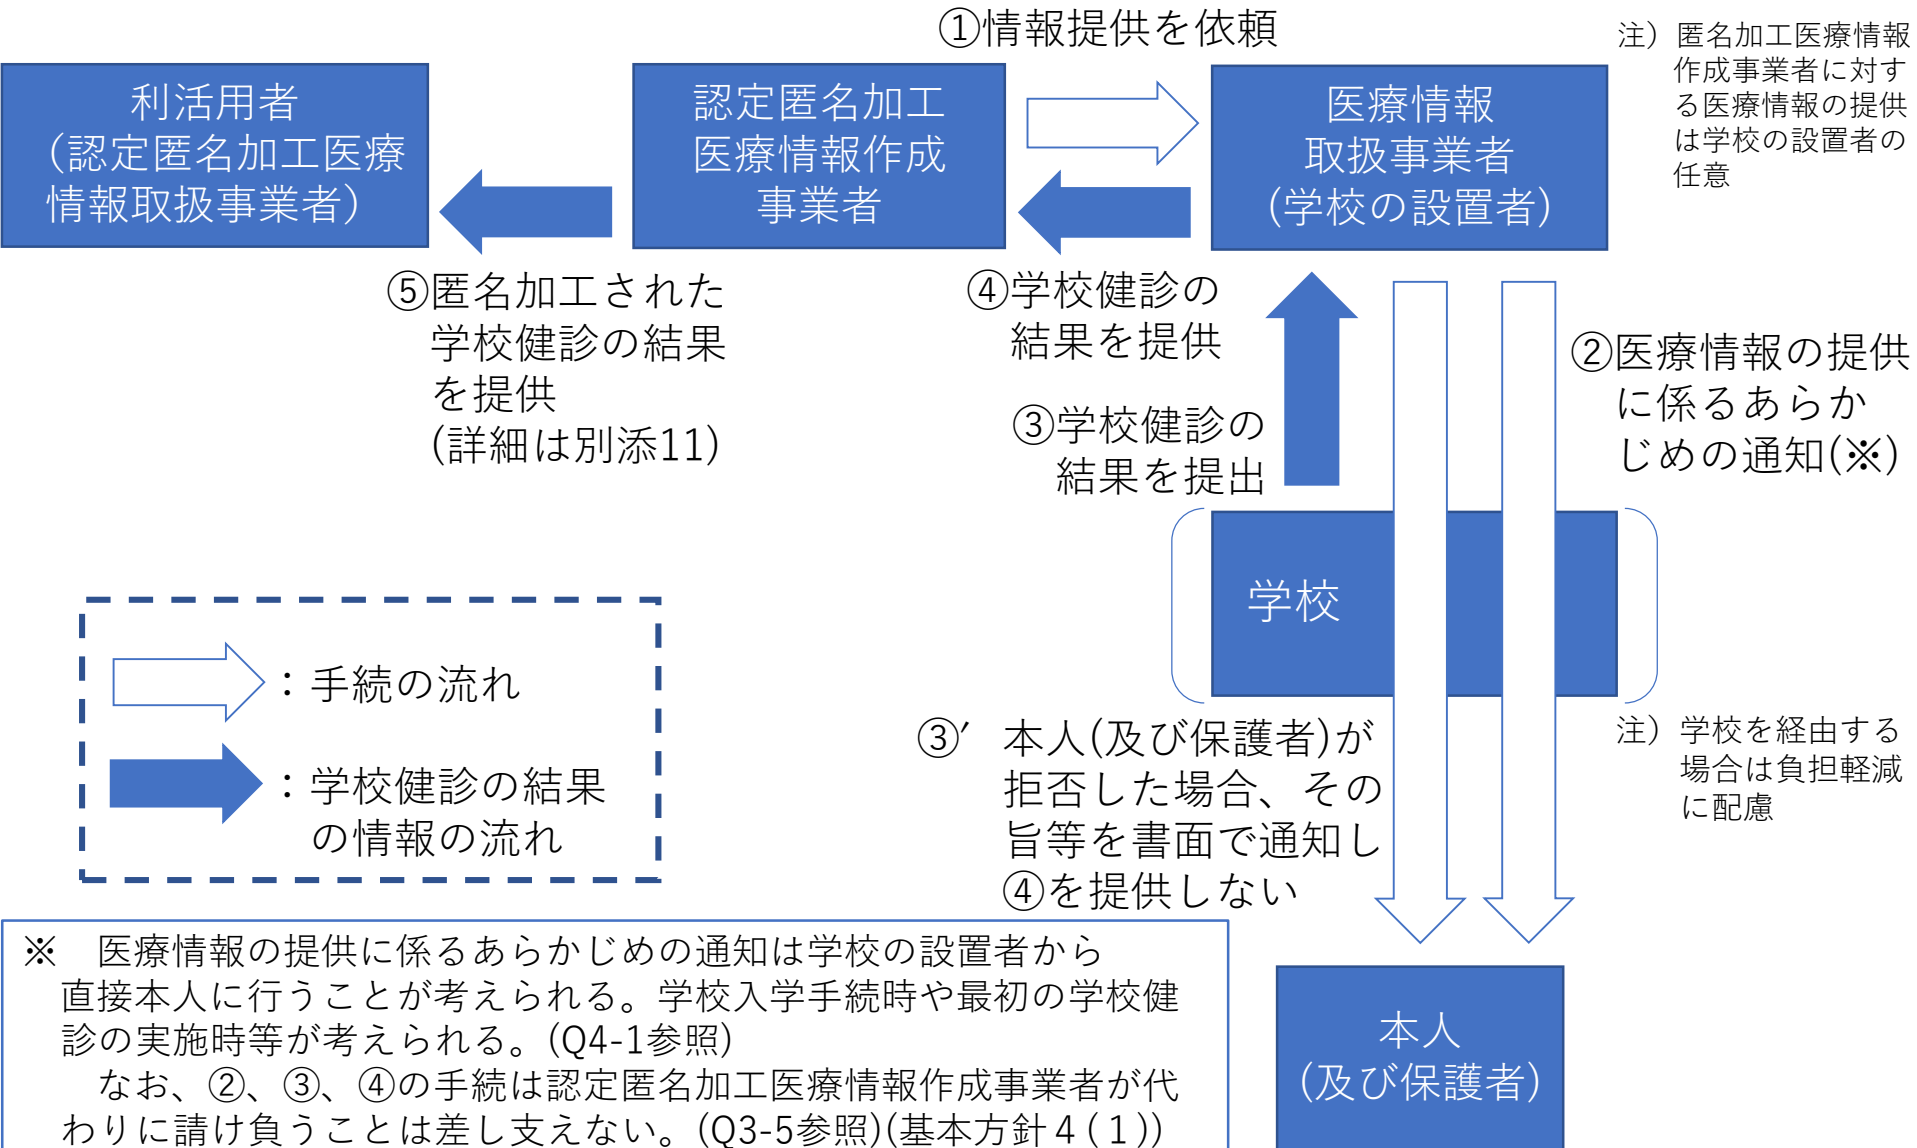 ①情報提供を依頼
注）匿名加工医療情報
作成事業者に対す
る医療情報の提供
は学校の設置者の
任意
利活用者
（認定匿名加工医療
情報取扱事業者）
認定匿名加工
医療情報作成
事業者
医療情報
取扱事業者
(学校の設置者)
⑤匿名加工された
学校健診の結果
を提供
(詳細は別添11)
④学校健診の
結果を提供
②医療情報の提供
に係るあらか
じめの通知(※)
③学校健診の
結果を提出
学校
：手続の流れ
：学校健診の結果
の情報の流れ
③′ 本人(及び保護者)が
拒否した場合、その
旨等を書面で通知し
④を提供しない
注）学校を経由する
場合は負担軽減
に配慮
※　医療情報の提供に係るあらかじめの通知は学校の設置者から
直接本人に行うことが考えられる。学校入学手続時や最初の学校健
診の実施時等が考えられる。(Q4-1参照)
なお、②、③、④の手続は認定匿名加工医療情報作成事業者が代
わりに請け負うことは差し支えない。(Q3-5参照)(基本方針４(１))
本人
(及び保護者)